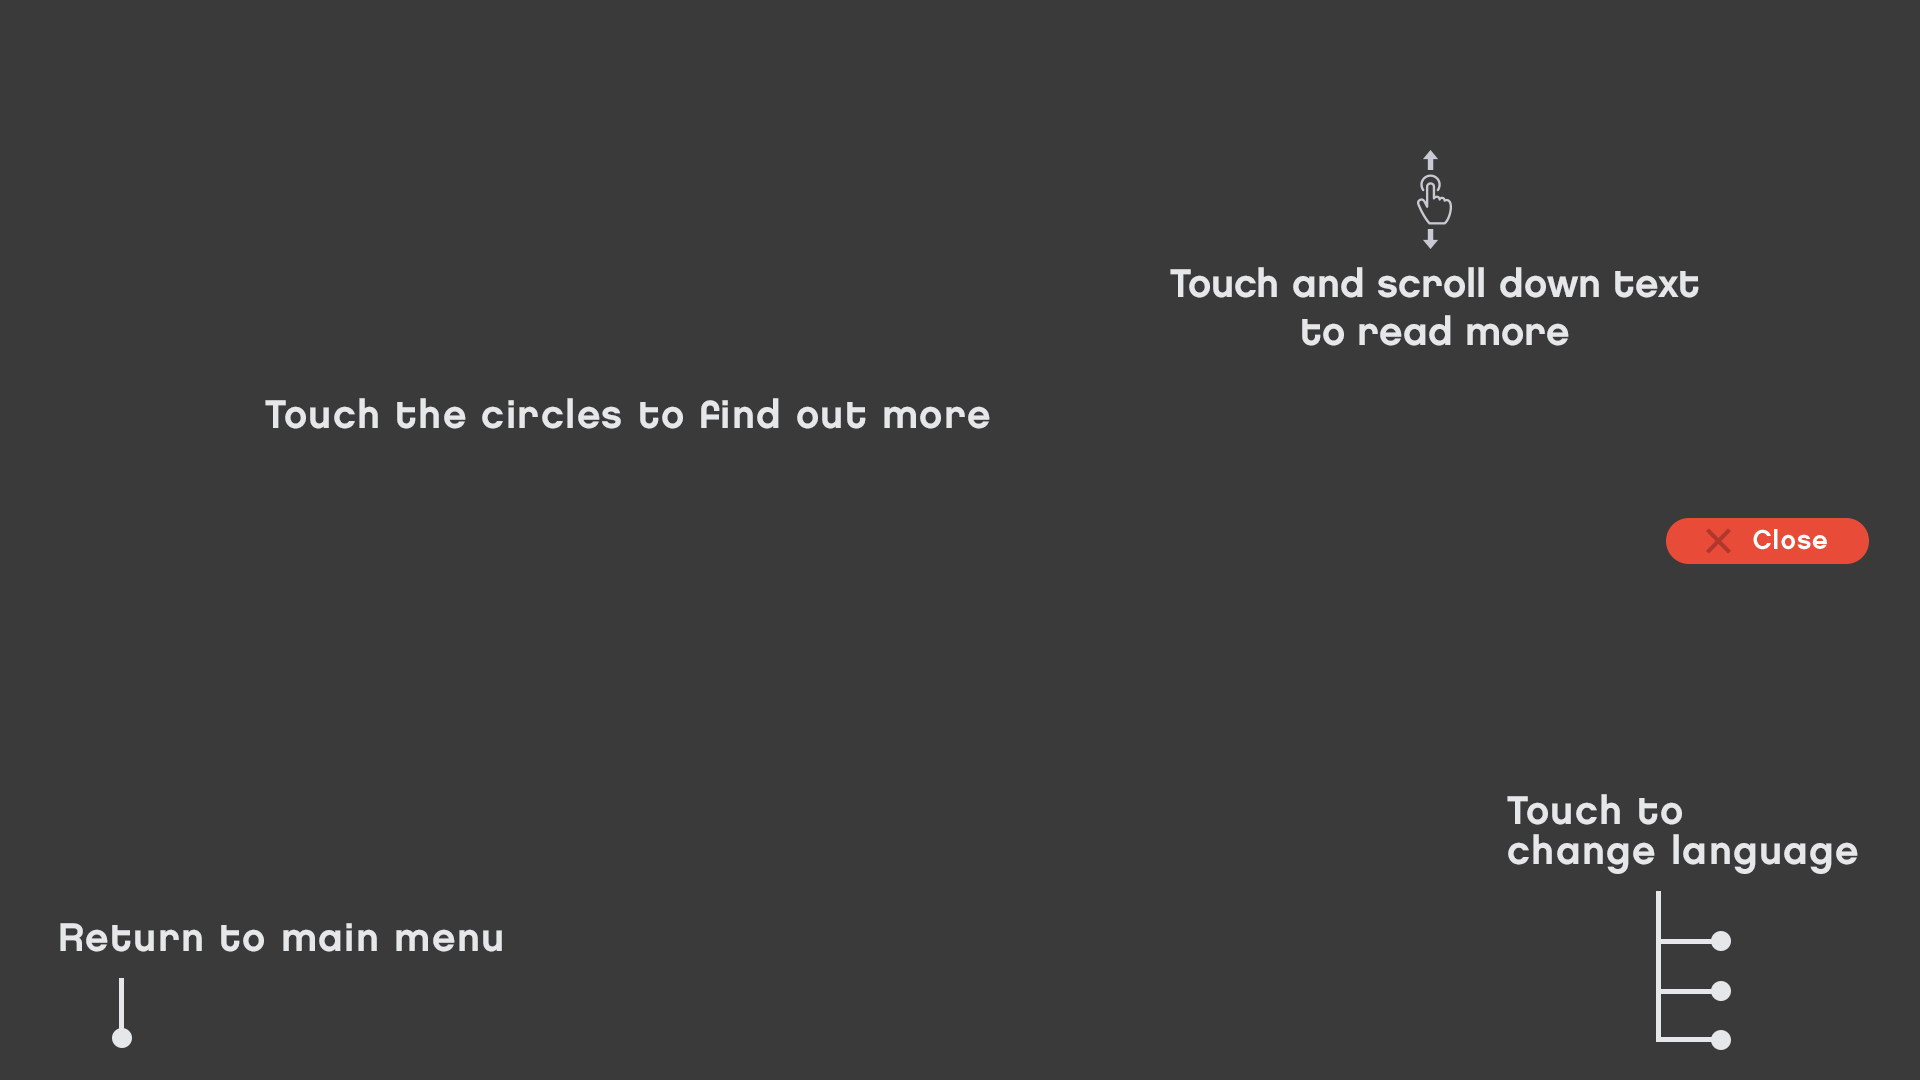 Touch and scroll down text
to read more
Touch the circles to find out more
Close
Touch to
change language
Return to main menu